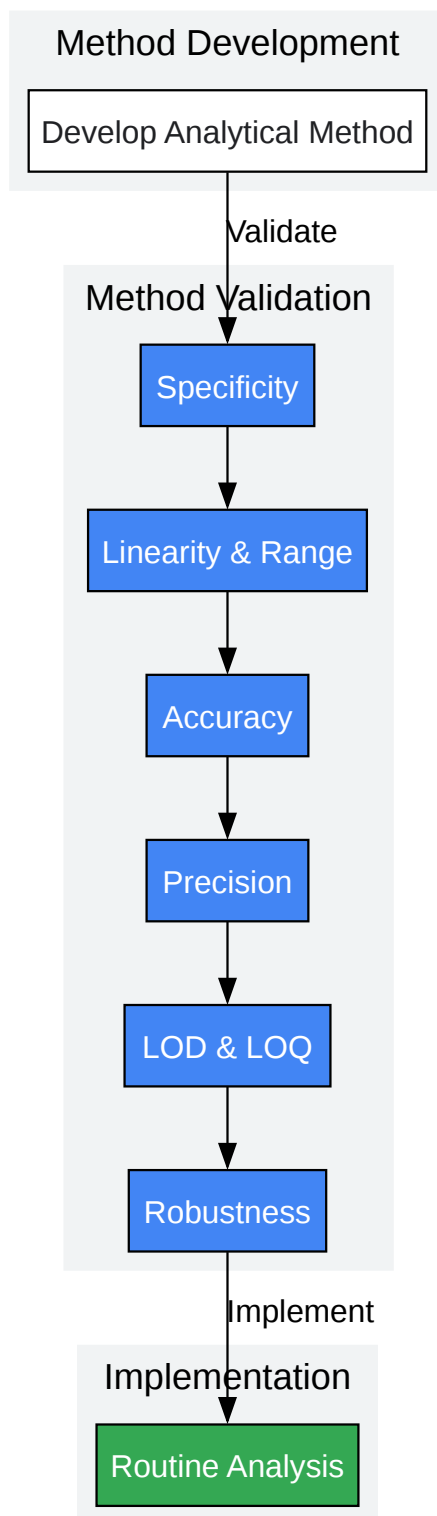 Method Development
Develop Analytical Method
Validate
Method Validation
Specificity
Linearity & Range
Accuracy
Precision
LOD & LOQ
Robustness
Implement
Implementation
Routine Analysis